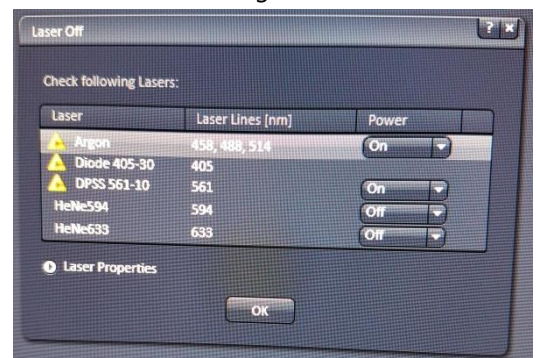 Laser Off
? x
Check following Lasers:
Laser Laser Lines [nm] Power
Argon 458, 488, 514 On
Diode 405-30 405
DPSS 561-10 561 On
HeNe594 594 Off
HeNe633 633 Off
Laser Properties
OK